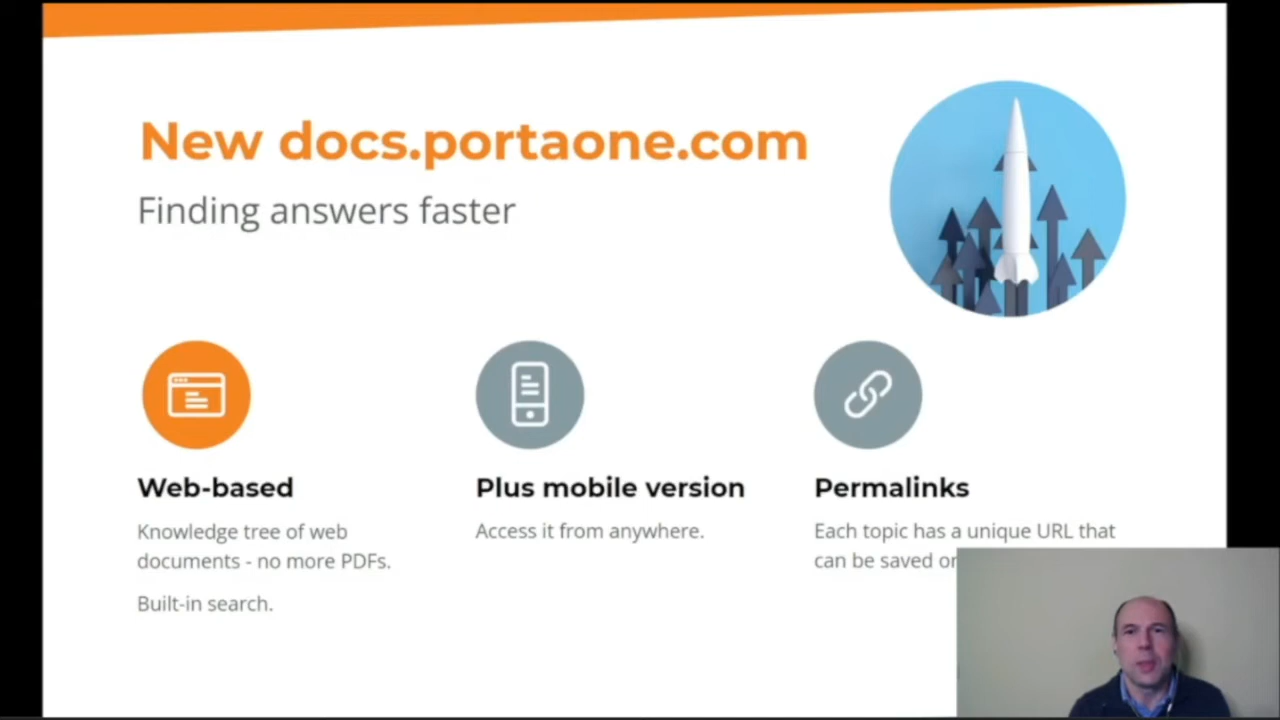 New docs.portaone.com
Finding answers faster
Web-based
Knowledge tree of web
documents - no more PDFs.
Built-in search.
Plus mobile version
Access it from anywhere.
Permalinks
Each topic has a unique URL that
can be saved